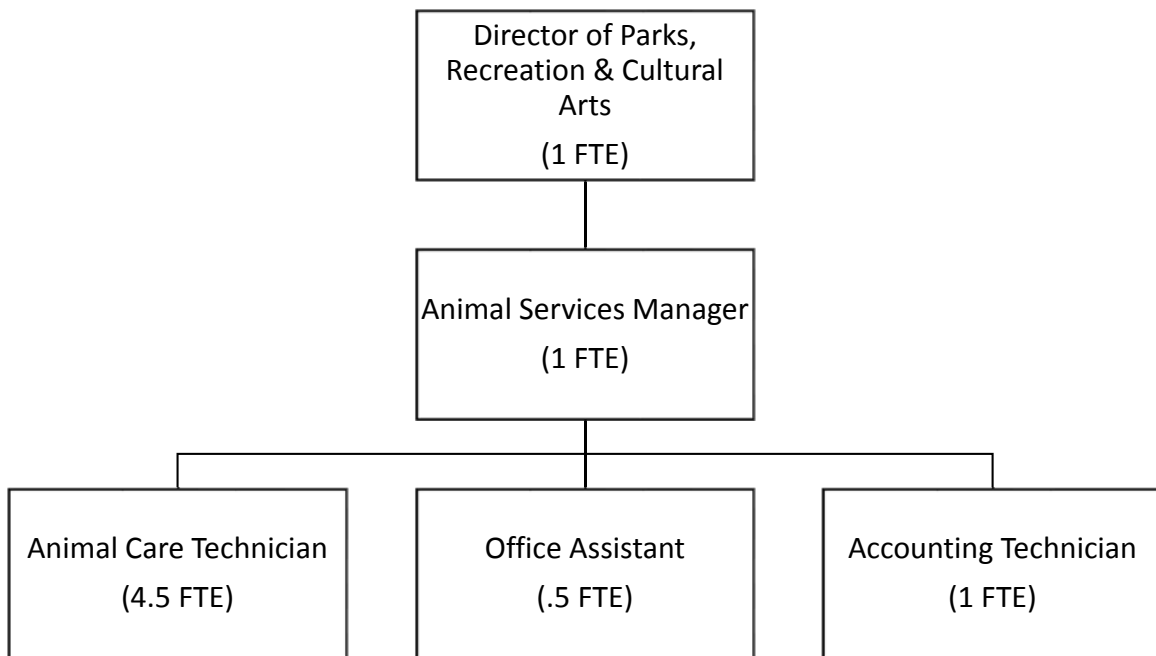 Director of Parks,
Recreation & Cultural
Arts
(1 FTE)
Animal Services Manager
(1 FTE)
Animal Care Technician
(4.5 FTE)
Office Assistant
(.5 FTE)
Accounting Technician
(1 FTE)